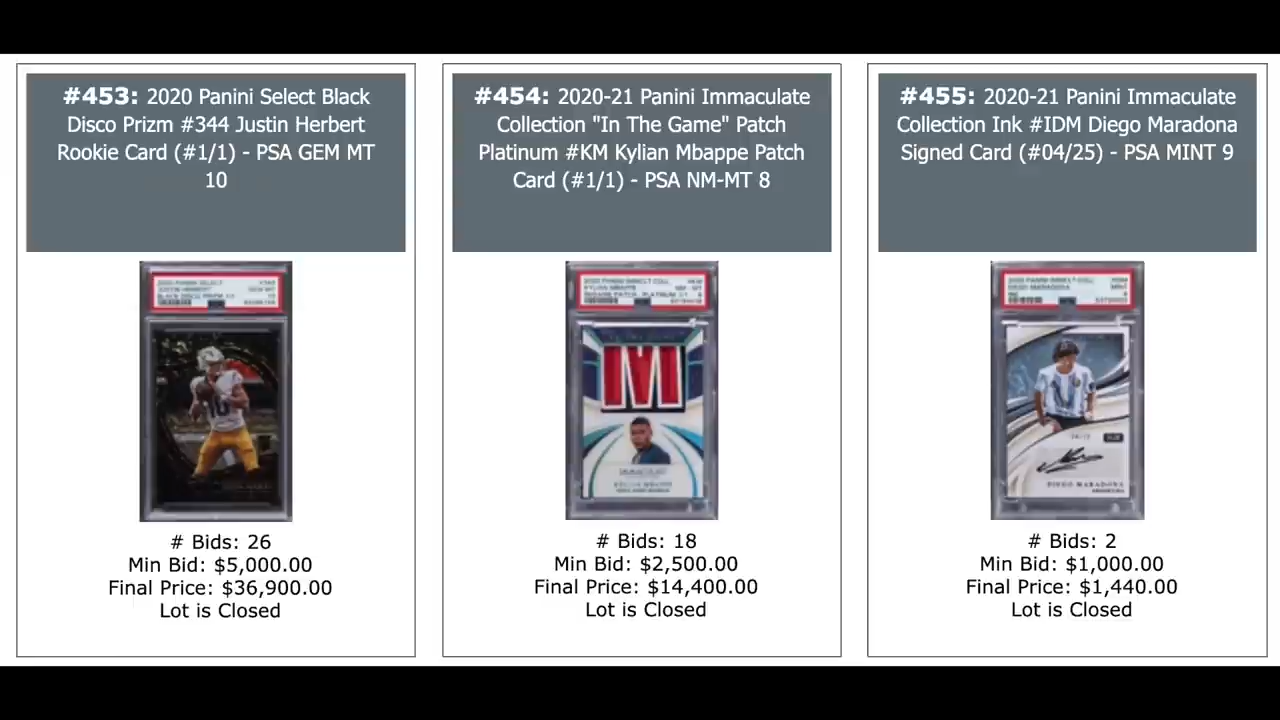 #453: 2020 Panini Select Black
Disco Prizm #344 Justin Herbert
Rookie Card (#1/1) - PSA GEM MT
10
# Bids: 26
Min Bid: $5,000.00
Final Price: $36,900.00
Lot is Closed
#454: 2020-21 Panini Immaculate
Collection "In The Game" Patch
Platinum #KM Kylian Mbappe Patch
Card (#1/1) - PSA NM-MT 8
M
# Bids: 18
Min Bid: $2,500.00
Final Price: $14,400.00
Lot is Closed
#455: 2020-21 Panini Immaculate
Collection Ink #IDM Diego Maradona
Signed Card (#04/25) - PSA MINT 9
DIEGO MARADONA
# Bids: 2
Min Bid: $1,000.00
Final Price: $1,440.00
Lot is Closed